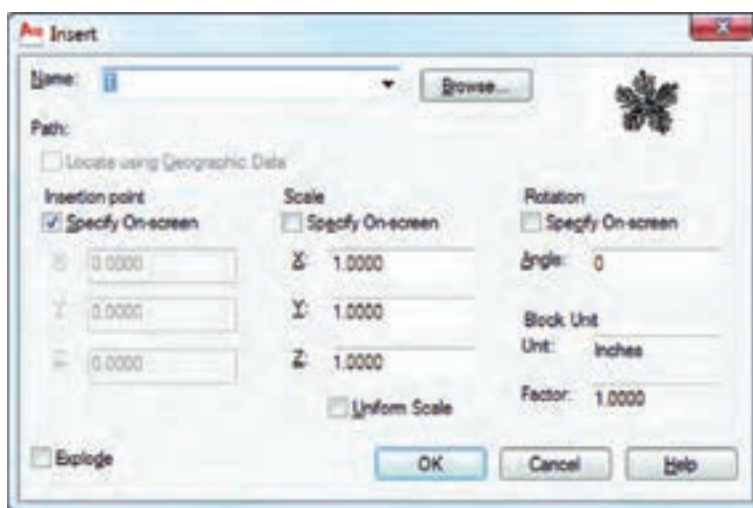 Insert
Name:
Browse...
Path:
Locate using Geographic Data
Insertion point
Scale
Rotation
Specify On-screen
Specify On-screen
Specify On-screen
X: 0.0000
X: 1.0000
Angle: 0
Y: 0.0000
Y: 1.0000
Block Unit
Unit: Inches
Z: 0.0000
Z: 1.0000
Factor: 1.0000
Uniform Scale
Explode
OK
Cancel
Help